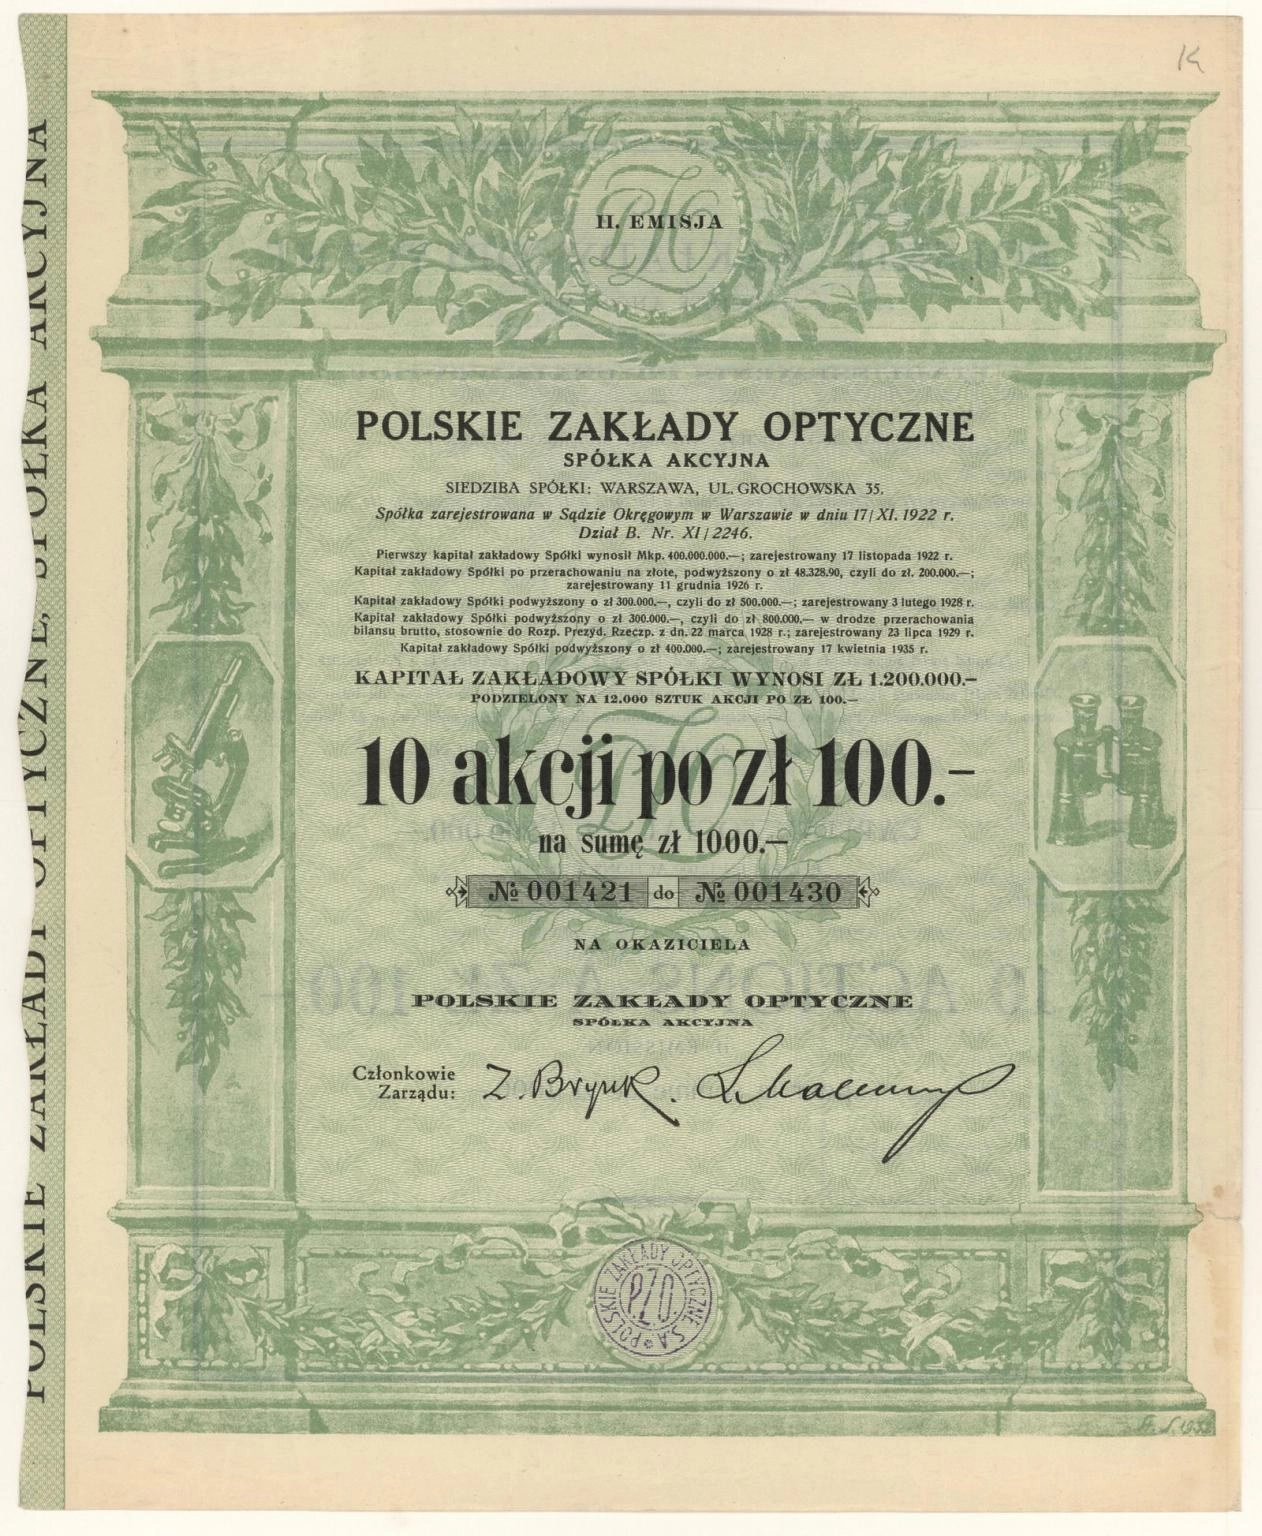 II. EMISJA
POLSKIE ZAKŁADY OPTYCZNE
SPÓŁKA AKCYJNA
SIEDZIBA SPÓŁKI: WARSZAWA, UL. GROCHOWSKA 35.
Spółka zarejestrowana w Sądzie Okręgowym w Warszawie w dniu 17/XI. 1922 r.
Dział B. Nr. XI/2246.
Pierwszy kapitał zakładowy Spółki wynosił Mkp. 400.000.000.—; zarejestrowany 17 listopada 1922 r.
Kapitał zakładowy Spółki po przerachowaniu na złote, podwyższony o zł 48.328.90, czyli do zł. 200.000.—;
zarejestrowany 11 grudnia 1926 r.
Kapitał zakładowy Spółki podwyższony o zł 300.000.—, czyli do zł 500.000.—; zarejestrowany 3 lutego 1928 r.
Kapitał zakładowy Spółki podwyższony o zł 300.000.—, czyli do zł 800.000.— w drodze przerachowania
bilansu brutto, stosownie do Rozp. Prezyd. Rzeczp. z dn. 22 marca 1928 r.; zarejestrowany 23 lipca 1929 r.
Kapitał zakładowy Spółki podwyższony o zł 400.000.—; zarejestrowany 17 kwietnia 1935 r.
KAPITAŁ ZAKŁADOWY SPÓŁKI WYNOSI ZŁ 1.200.000.—
PODZIELONY NA 12.000 SZTUK AKCJI PO ZŁ 100.—
10 akcji po zł 100.—
na sumę zł 1000.—
№ 001421 do № 001430
NA OKAZICIELA
POLSKIE ZAKŁADY OPTYCZNE
SPÓŁKA AKCYJNA
Członkowie
Zarządu:
Z. Bryuk.
POLSKIE ZAKŁADY OPTYCZNE S.A.
P.Z.O.
POLSKIE ZAKŁADY OPTYCZNE, SPÓŁKA AKCYJNA